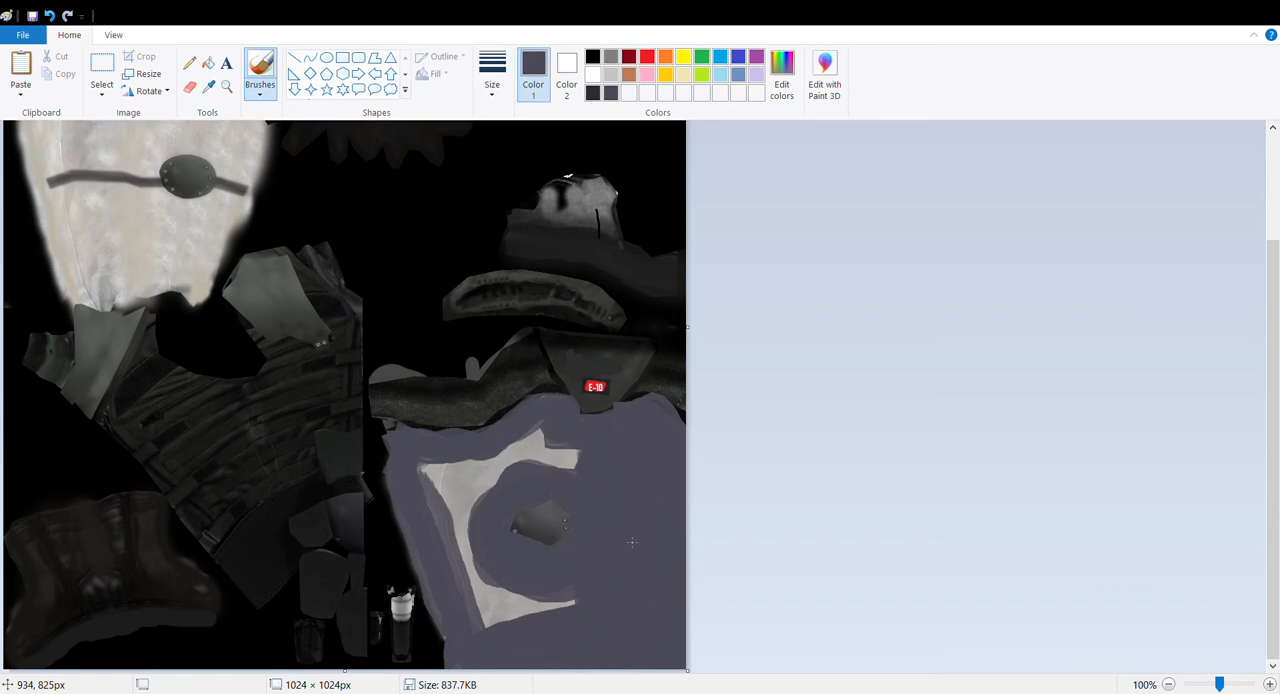 File Home View
Paste
Cut
Copy
Clipboard
Select
Crop
Resize
Rotate
Image
A
Tools
Brushes
Outline
Fill
Shapes
Size
Color 1
Color 2
Edit colors
Colors
Edit with Paint 3D
?
E-10
934, 825px 1024 × 1024px Size: 837.7KB 100%